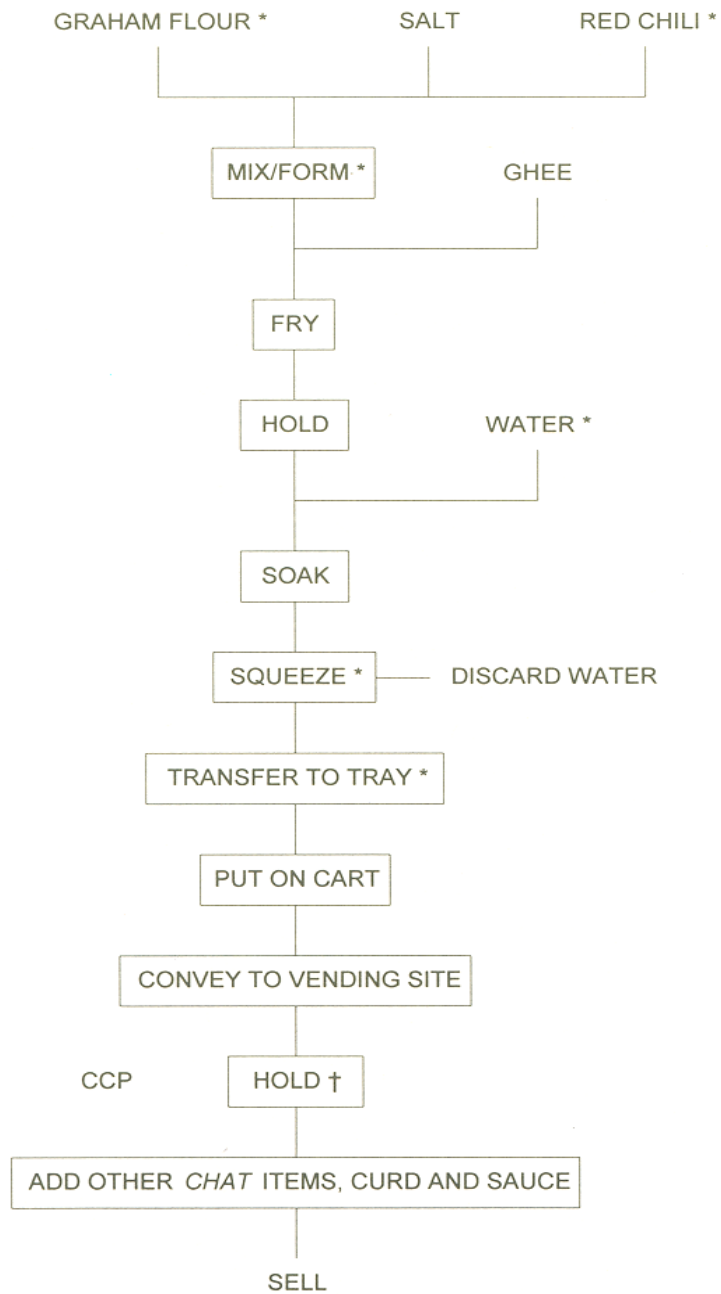 GRAHAM FLOUR *
SALT
RED CHILI *
MIX/FORM *
GHEE
FRY
HOLD
WATER *
SOAK
SQUEEZE *
DISCARD WATER
TRANSFER TO TRAY *
PUT ON CART
CONVEY TO VENDING SITE
CCP
HOLD †
ADD OTHER CHAT ITEMS, CURD AND SAUCE
SELL